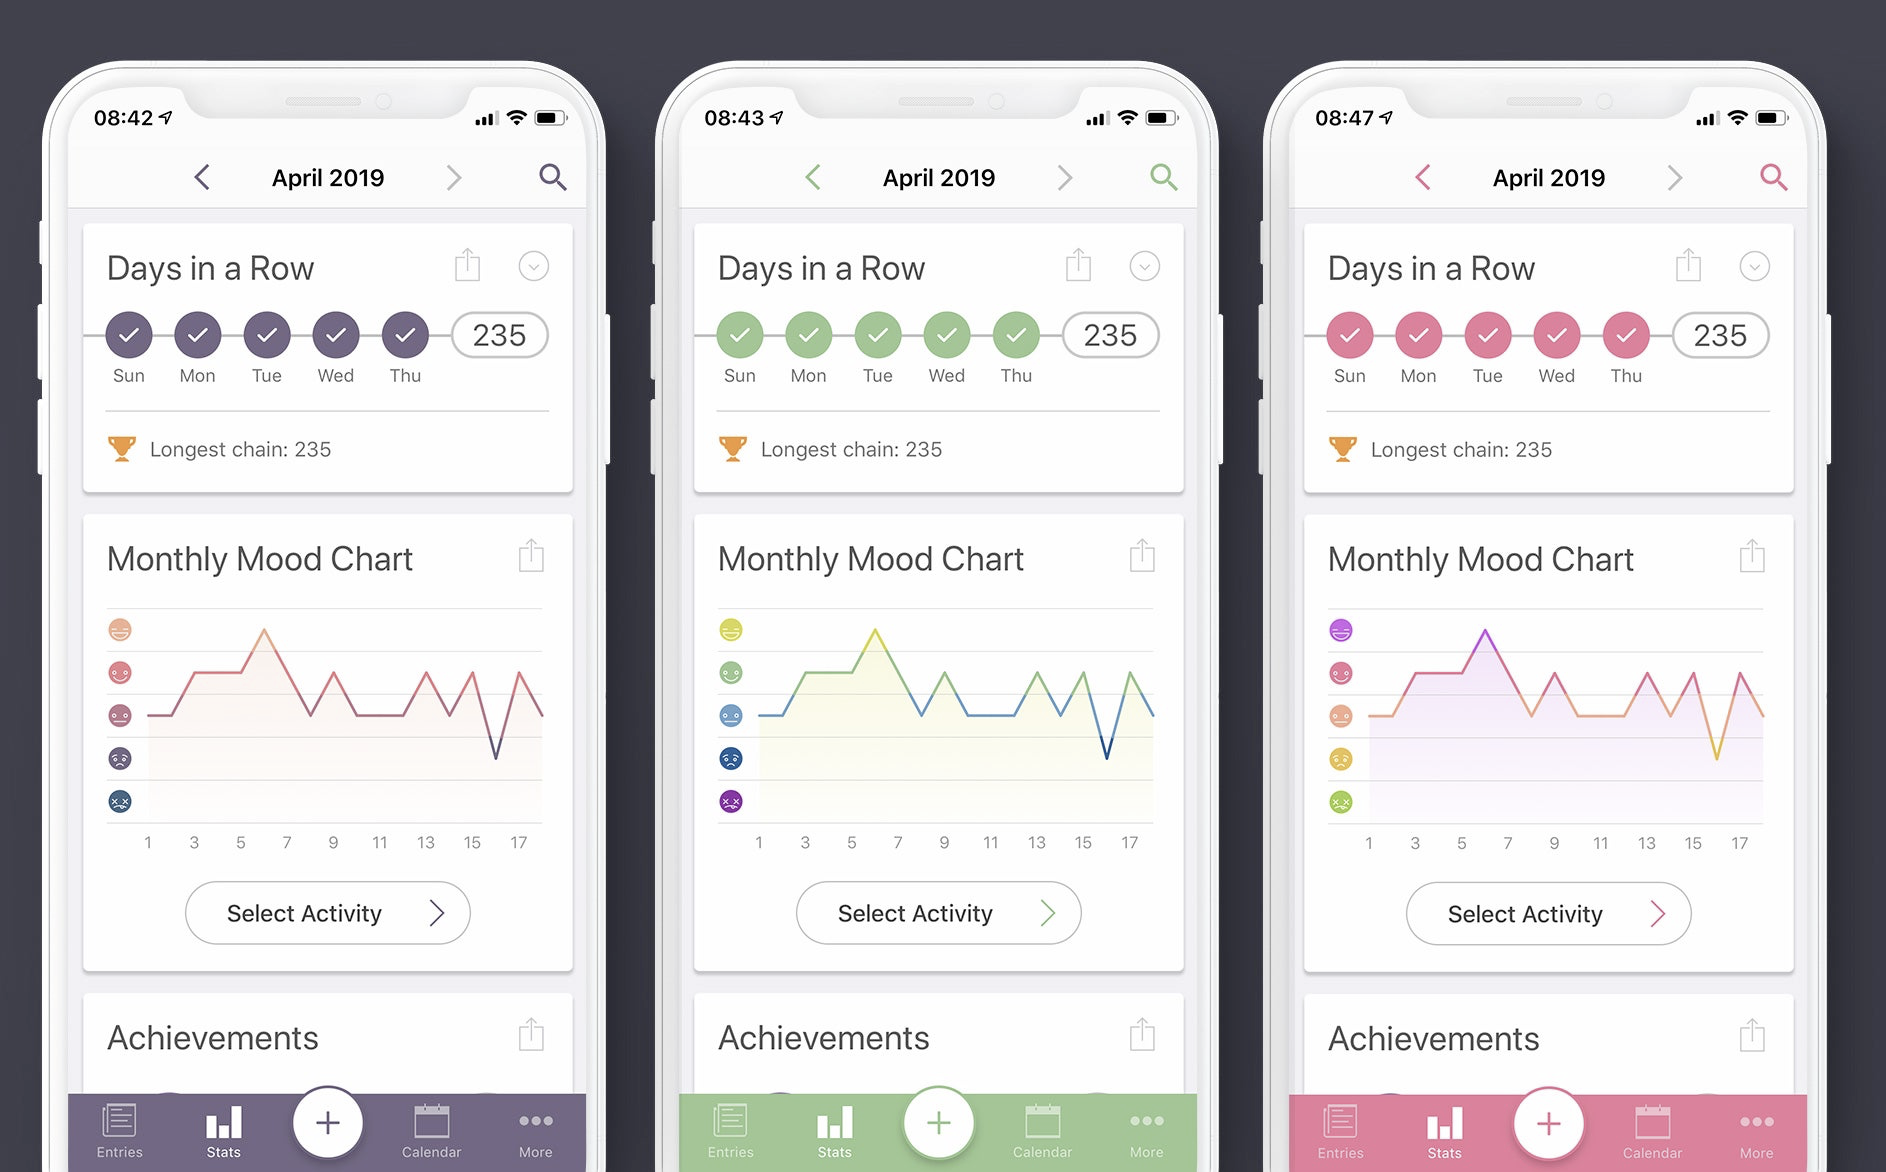 08:42
April 2019
Days in a Row
235
Sun Mon Tue Wed Thu
Longest chain: 235
Monthly Mood Chart
1 3 5 7 9 11 13 15 17
Select Activity
Achievements
Entries Stats Calendar More
08:43
April 2019
Days in a Row
235
Sun Mon Tue Wed Thu
Longest chain: 235
Monthly Mood Chart
1 3 5 7 9 11 13 15 17
Select Activity
Achievements
Entries Stats Calendar More
08:47
April 2019
Days in a Row
235
Sun Mon Tue Wed Thu
Longest chain: 235
Monthly Mood Chart
1 3 5 7 9 11 13 15 17
Select Activity
Achievements
Entries Stats Calendar More